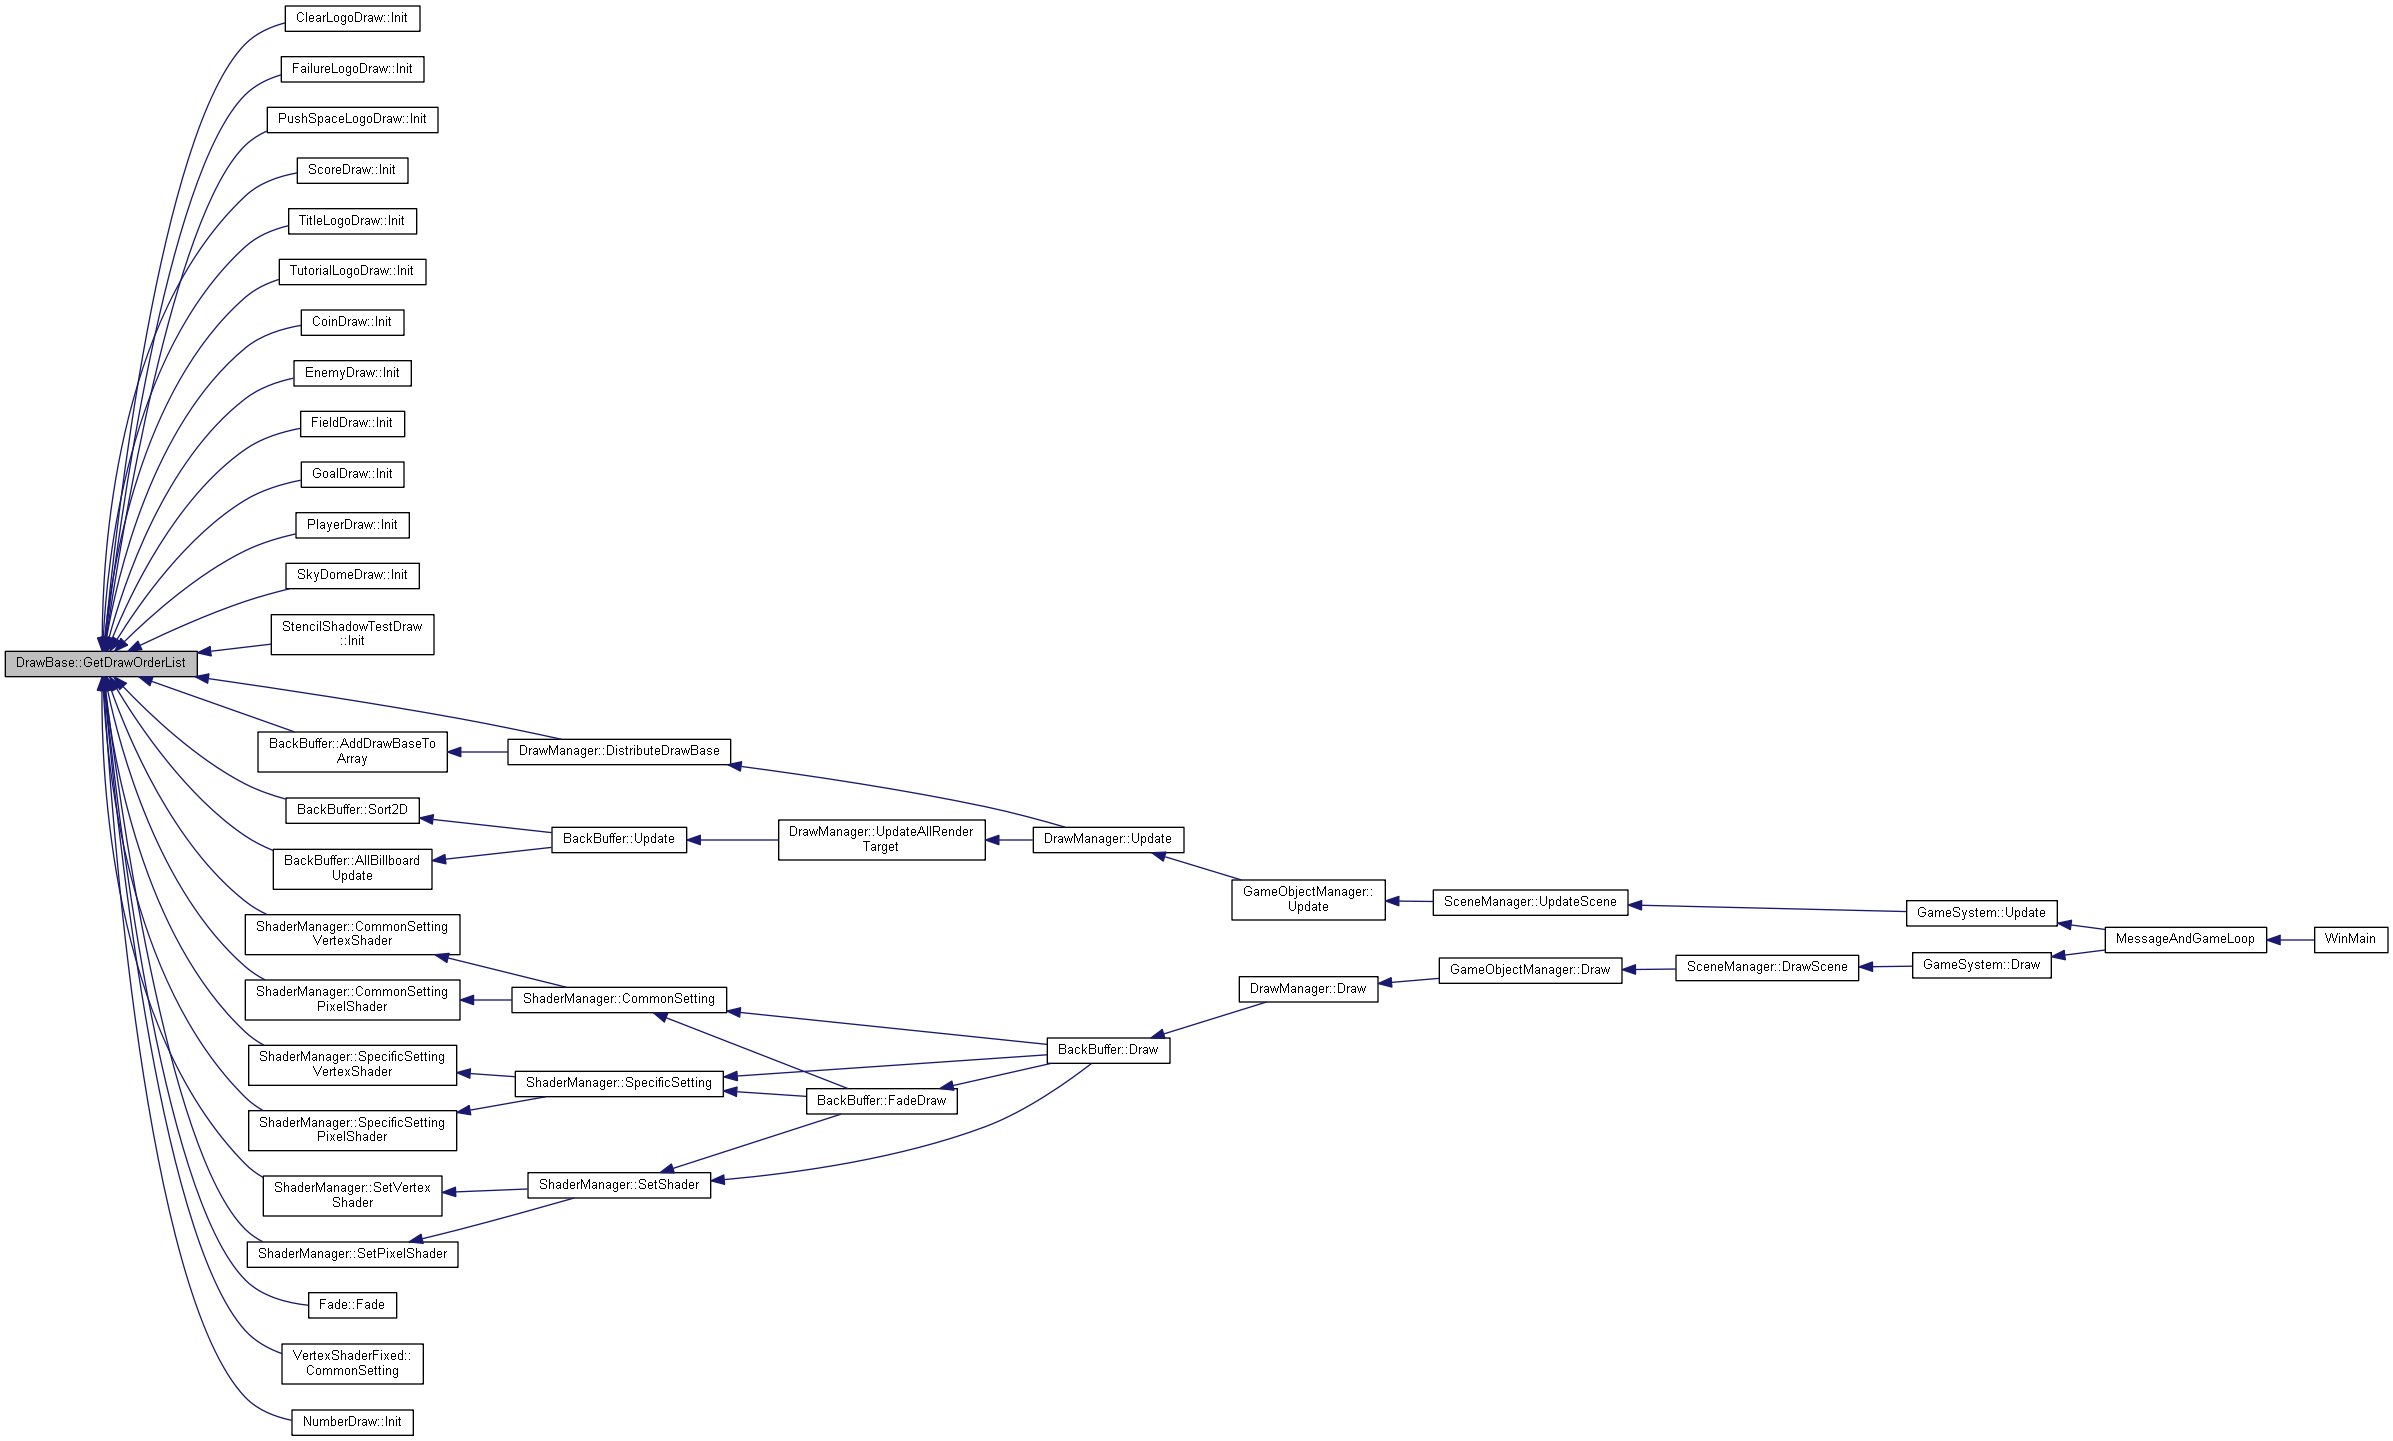 ClearLogoDraw::Init
FailureLogoDraw::Init
PushSpaceLogoDraw::Init
ScoreDraw::Init
TitleLogoDraw::Init
TutorialLogoDraw::Init
CoinDraw::Init
EnemyDraw::Init
FieldDraw::Init
GoalDraw::Init
PlayerDraw::Init
SkyDomeDraw::Init
StencilShadowTestDraw
::Init
DrawBase::GetDrawOrderList
BackBuffer::AddDrawBaseTo
Array
DrawManager::DistributeDrawBase
BackBuffer::Sort2D
BackBuffer::AllBillboard
Update
BackBuffer::Update
DrawManager::UpdateAllRender
Target
DrawManager::Update
GameObjectManager::
Update
SceneManager::UpdateScene
GameSystem::Update
MessageAndGameLoop
WinMain
ShaderManager::CommonSetting
VertexShader
ShaderManager::CommonSetting
PixelShader
ShaderManager::CommonSetting
DrawManager::Draw
GameObjectManager::Draw
SceneManager::DrawScene
GameSystem::Draw
ShaderManager::SpecificSetting
VertexShader
ShaderManager::SpecificSetting
PixelShader
ShaderManager::SpecificSetting
BackBuffer::FadeDraw
BackBuffer::Draw
ShaderManager::SetVertex
Shader
ShaderManager::SetShader
ShaderManager::SetPixelShader
Fade::Fade
VertexShaderFixed::
CommonSetting
NumberDraw::Init